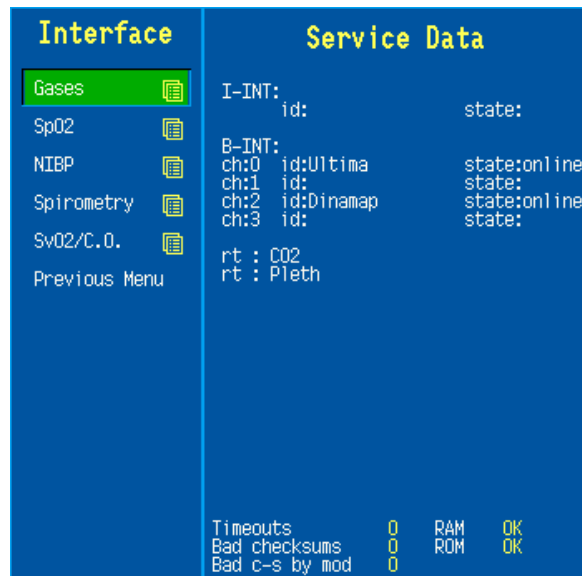 Interface
Gases
SpO2
NIBP
Spirometry
SvO2/C.O.
Previous Menu
Service Data
I-INT:
id: state:
B-INT:
ch:0 id:Ultima state:online
ch:1 id: state:
ch:2 id:Dinamap state:online
ch:3 id: state:
rt : CO2
rt : Pleth
Timeouts 0 RAM OK
Bad checksums 0 ROM OK
Bad c-s by mod 0